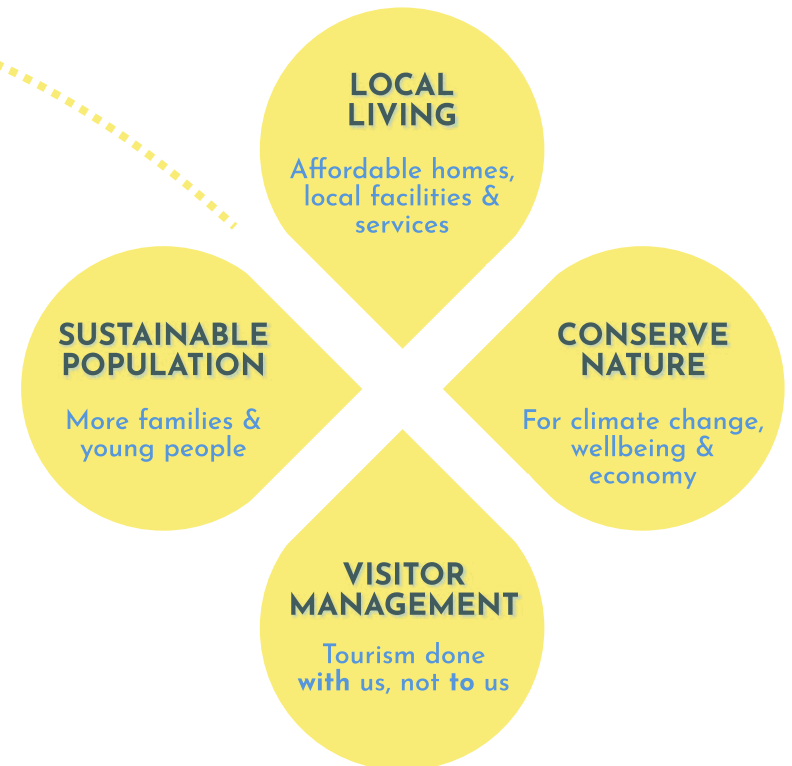 LOCAL
LIVING
Affordable homes,
local facilities &
services
SUSTAINABLE
POPULATION
More families &
young people
CONSERVE
NATURE
For climate change,
wellbeing &
economy
VISITOR
MANAGEMENT
Tourism done
with us, not to us